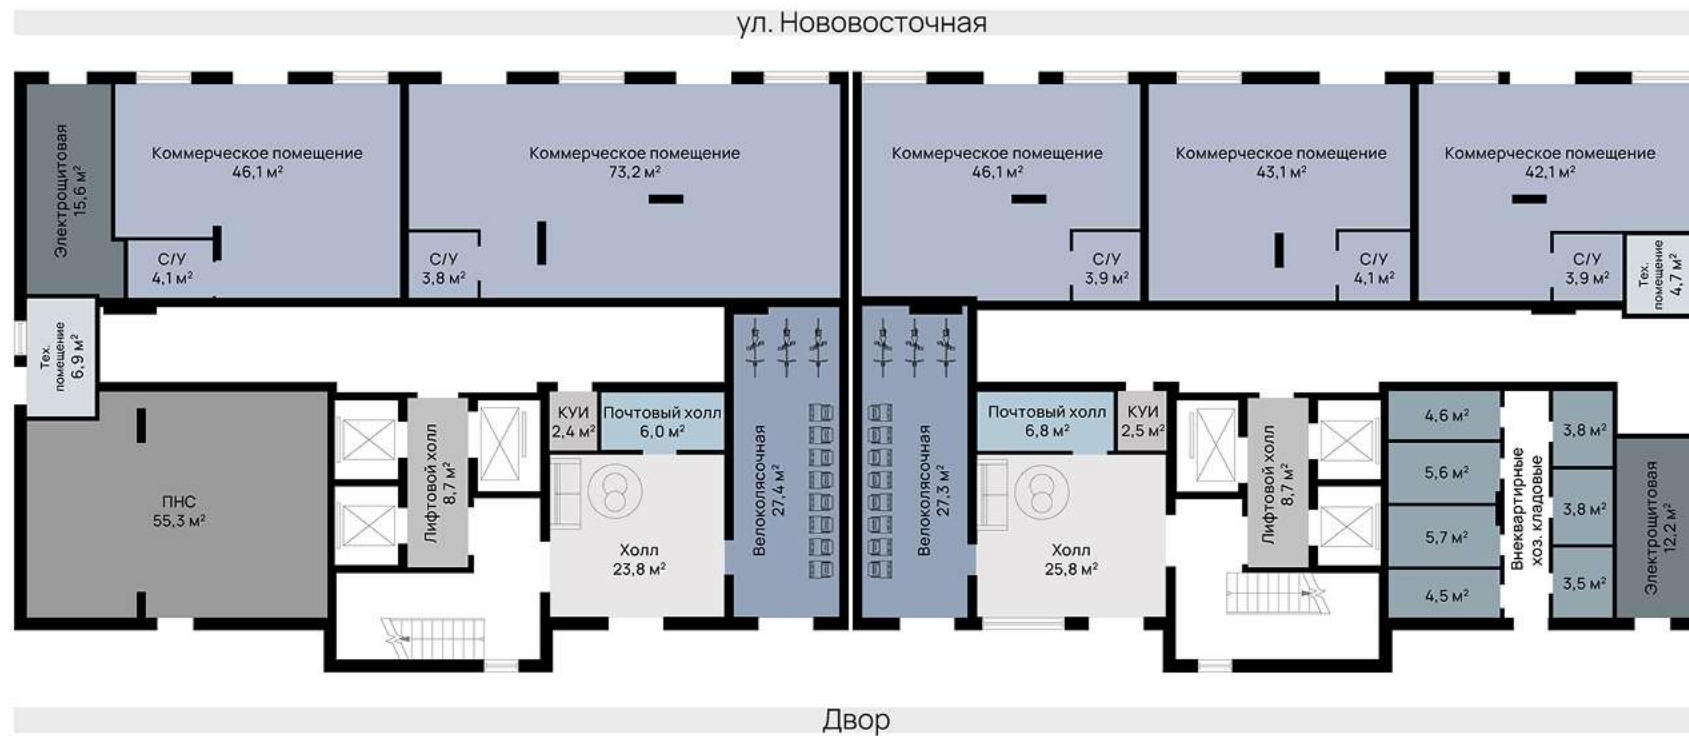 ул. Нововосточная
Электрощитовая
15,6 м²
Коммерческое помещение
46,1 м²
С/У
4,1 м²
Коммерческое помещение
73,2 м²
С/У
3,8 м²
Коммерческое помещение
46,1 м²
С/У
3,9 м²
Коммерческое помещение
43,1 м²
С/У
4,1 м²
Коммерческое помещение
42,1 м²
С/У
3,9 м²
Тех.
помещение
4,7 м²
Тех.
помещение
6,9 м²
ПНС
55,3 м²
Лифтовой холл
8,7 м²
КУИ
2,4 м²
Почтовый холл
6,0 м²
Холл
23,8 м²
Велоколясочная
27,4 м²
Велоколясочная
27,3 м²
Почтовый холл
6,8 м²
КУИ
2,5 м²
Холл
25,8 м²
Лифтовой холл
8,7 м²
4,6 м²
5,6 м²
5,7 м²
4,5 м²
Внеквартирные
хоз. кладовые
3,8 м²
3,8 м²
3,5 м²
Электрощитовая
12,2 м²
Двор